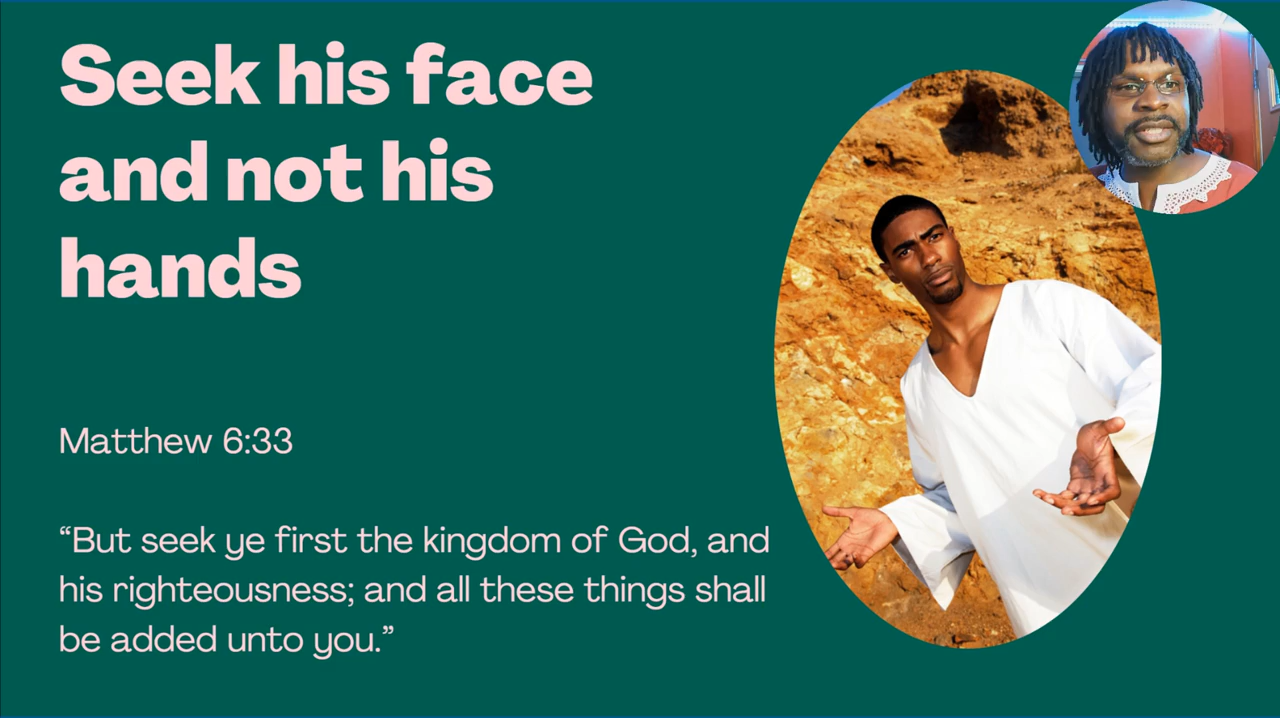 Seek his face
and not his
hands
Matthew 6:33
“But seek ye first the kingdom of God, and
his righteousness; and all these things shall
be added unto you.”